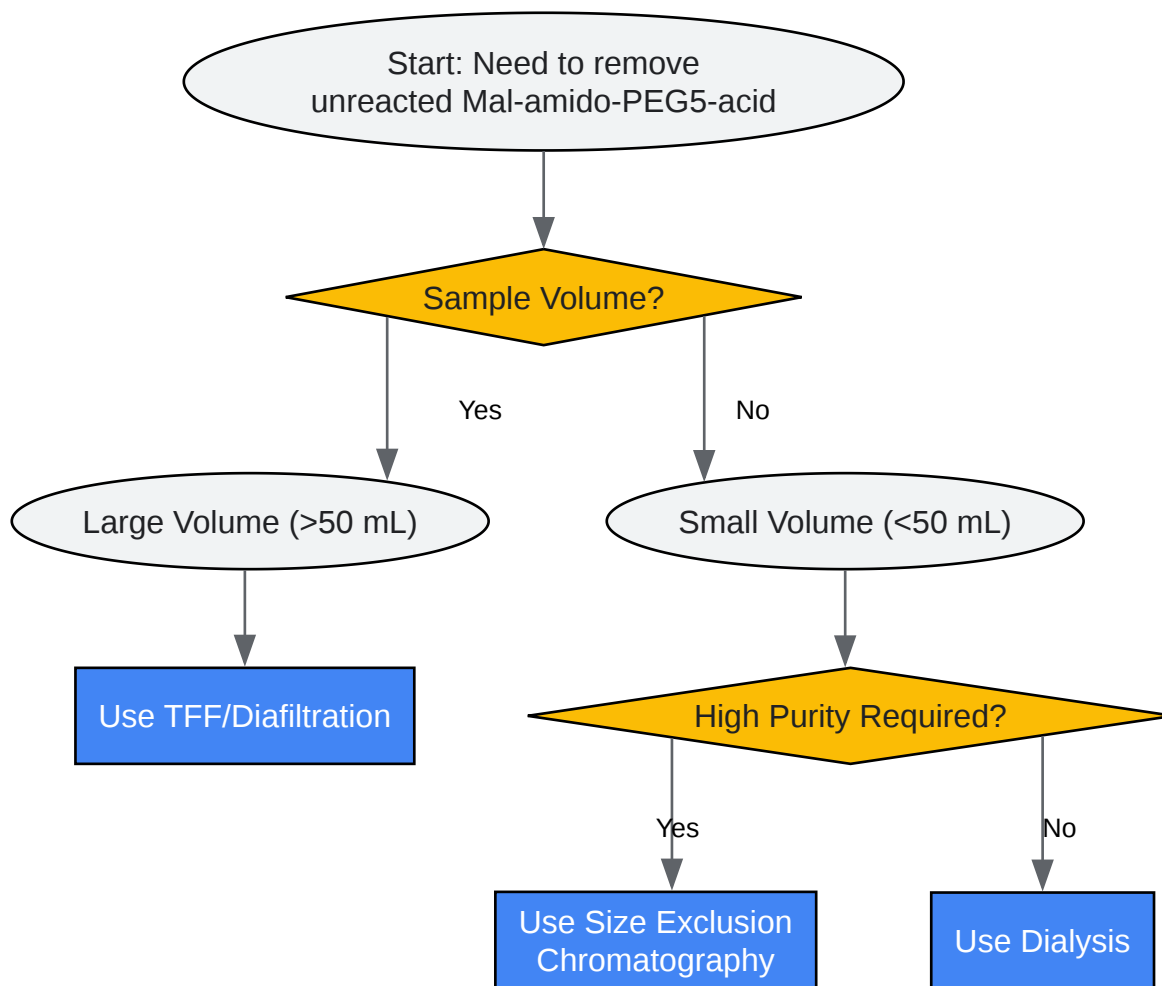 Start: Need to remove
unreacted Mal-amido-PEG5-acid
Sample Volume?
Yes
No
Large Volume (>50 mL)
Small Volume (<50 mL)
Use TFF/Diafiltration
High Purity Required?
Yes
No
Use Size Exclusion
Chromatography
Use Dialysis